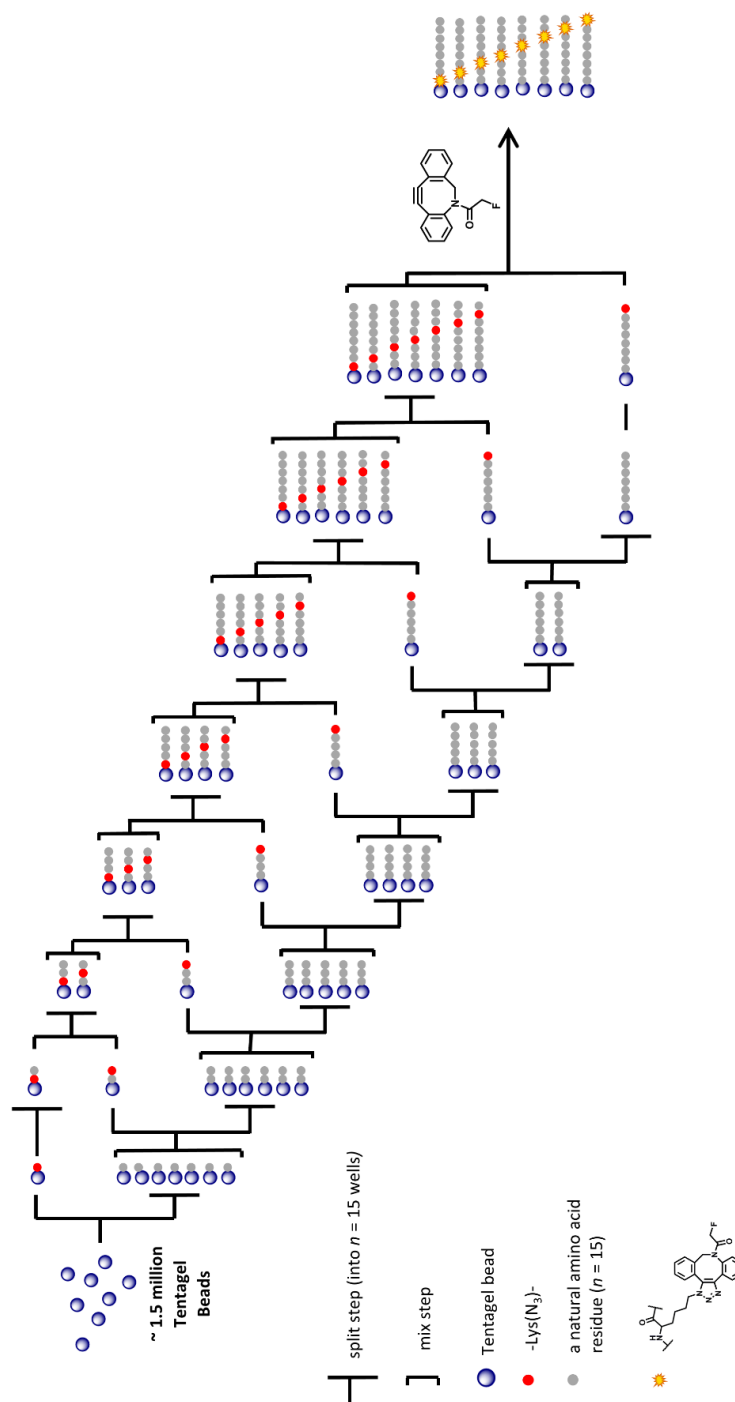 ~ 1.5 million
Tentagel
Beads
split step (into n = 15 wells)
mix step
Tentagel bead
-Lys(N3)-
a natural amino acid
residue (n = 15)
N
O
F
O
N
H
N
N
N
N
O
F